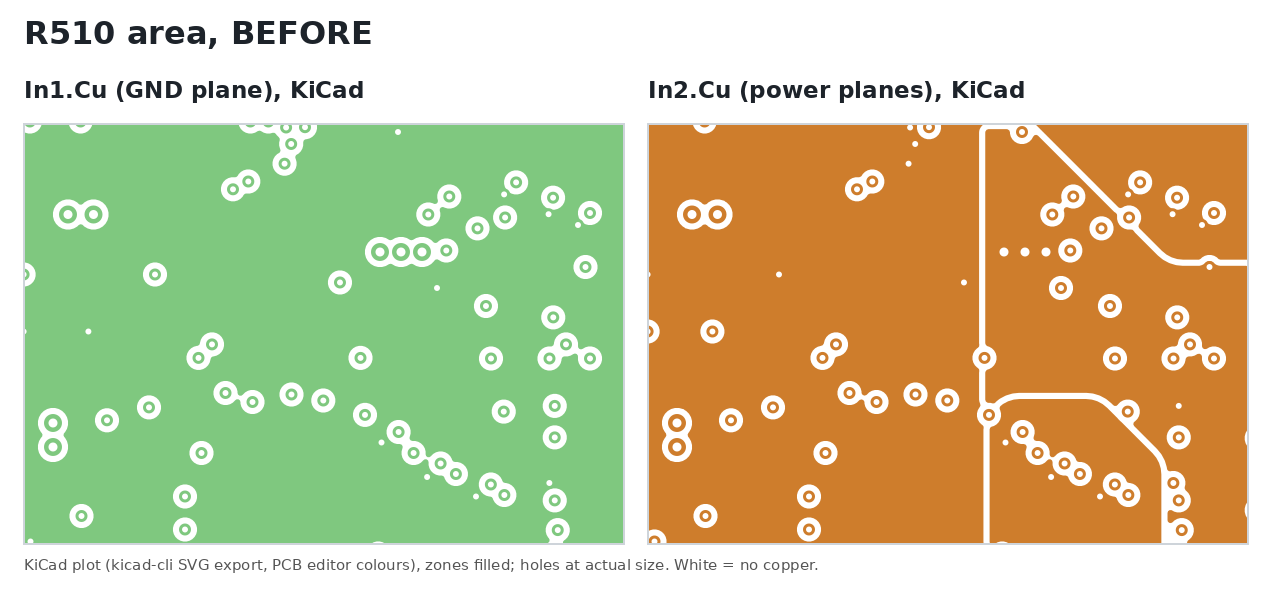 R510 area, BEFORE
In1.Cu (GND plane), KiCad
In2.Cu (power planes), KiCad
KiCad plot (kicad-cli SVG export, PCB editor colours), zones filled; holes at actual size. White = no copper.